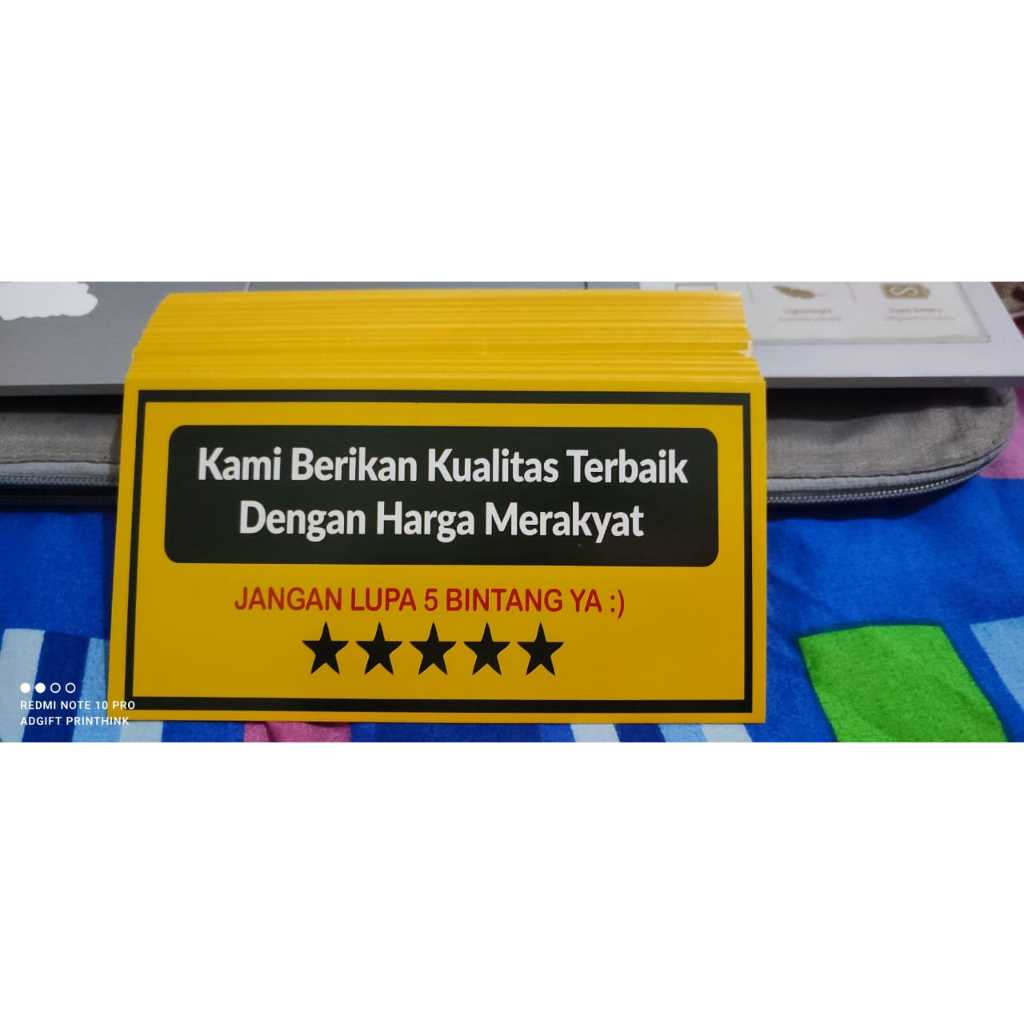 Kami Berikan Kualitas Terbaik
Dengan Harga Merakyat
JANGAN LUPA 5 BINTANG YA :)
REDMI NOTE 10 PRO
ADGIFT PRINTHINK